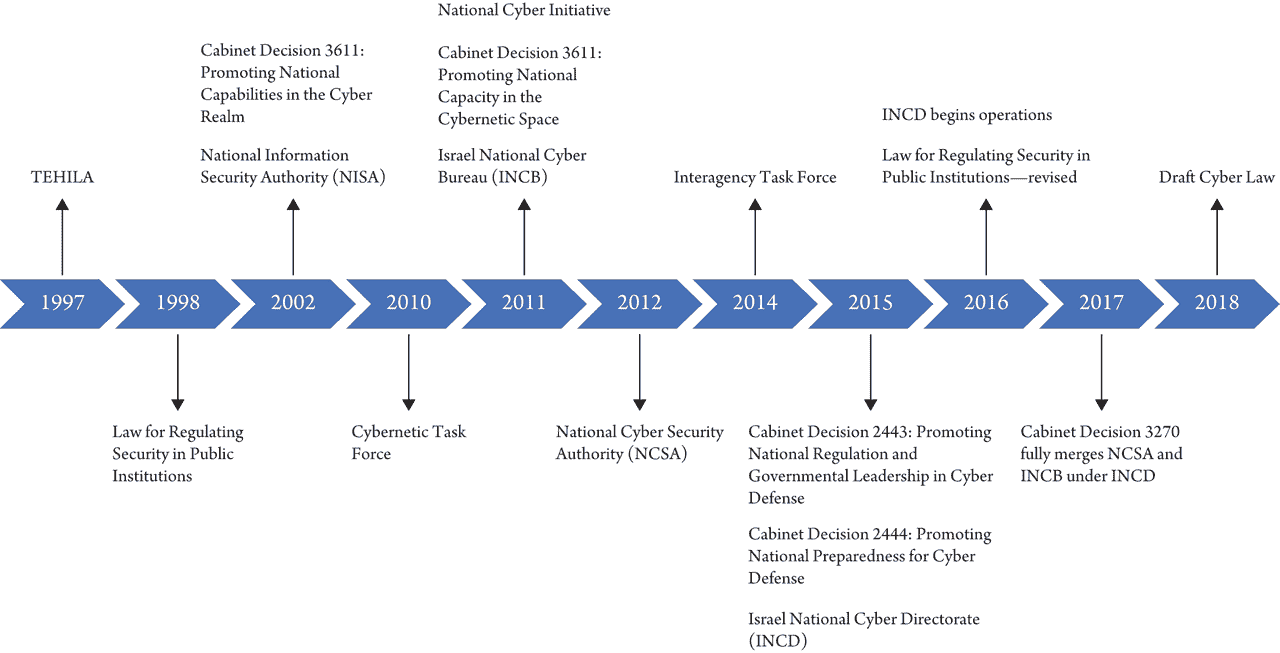 National Cyber Initiative
Cabinet Decision 3611:
Promoting National
Capabilities in the Cyber
Realm
Cabinet Decision 3611:
Promoting National
Capacity in the
Cybernetic Space
INCD begins operations
TEHILA
National Information
Security Authority (NISA)
Israel National Cyber
Bureau (INCB)
Interagency Task Force
Law for Regulating Security in
Public Institutions—revised
Draft Cyber Law
1997
1998
2002
2010
2011
2012
2014
2015
2016
2017
2018
Law for Regulating
Security in Public
Institutions
Cybernetic Task
Force
National Cyber Security
Authority (NCSA)
Cabinet Decision 2443: Promoting
National Regulation and
Governmental Leadership in Cyber
Defense
Cabinet Decision 2444: Promoting
National Preparedness for Cyber
Defense
Israel National Cyber Directorate
(INCD)
Cabinet Decision 3270
fully merges NCSA and
INCB under INCD